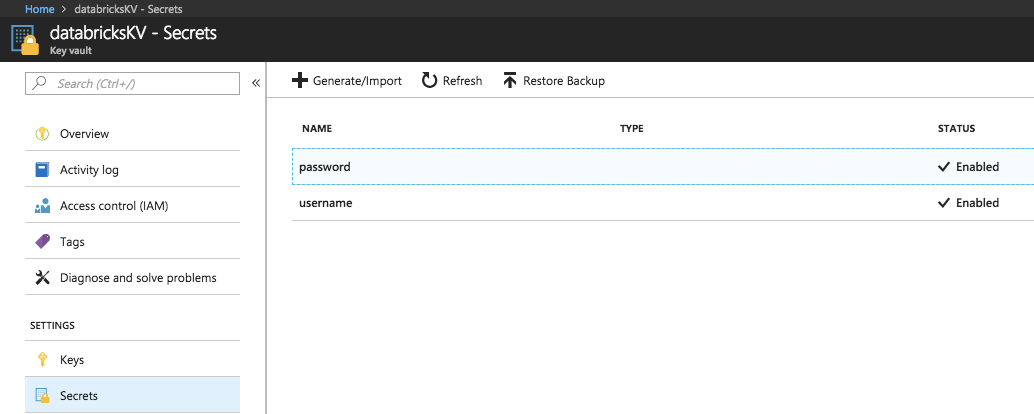 Home > databricksKV - Secrets
databricksKV - Secrets
Key vault
Search (Ctrl+/)
«
Overview
Activity log
Access control (IAM)
Tags
Diagnose and solve problems
SETTINGS
Keys
Secrets
Generate/Import Refresh Restore Backup
NAME TYPE STATUS
password Enabled
username Enabled